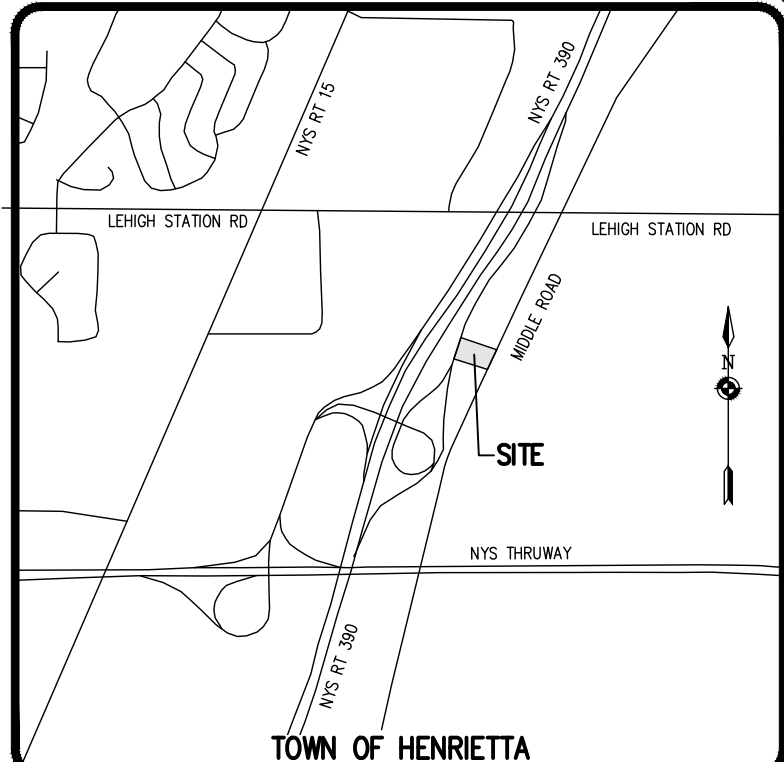 NYS RT 390
NYS RT 15
LEHIGH STATION RD
LEHIGH STATION RD
MIDDLE ROAD
N
SITE
NYS THRUWAY
NYS RT 390
TOWN OF HENRIETTA